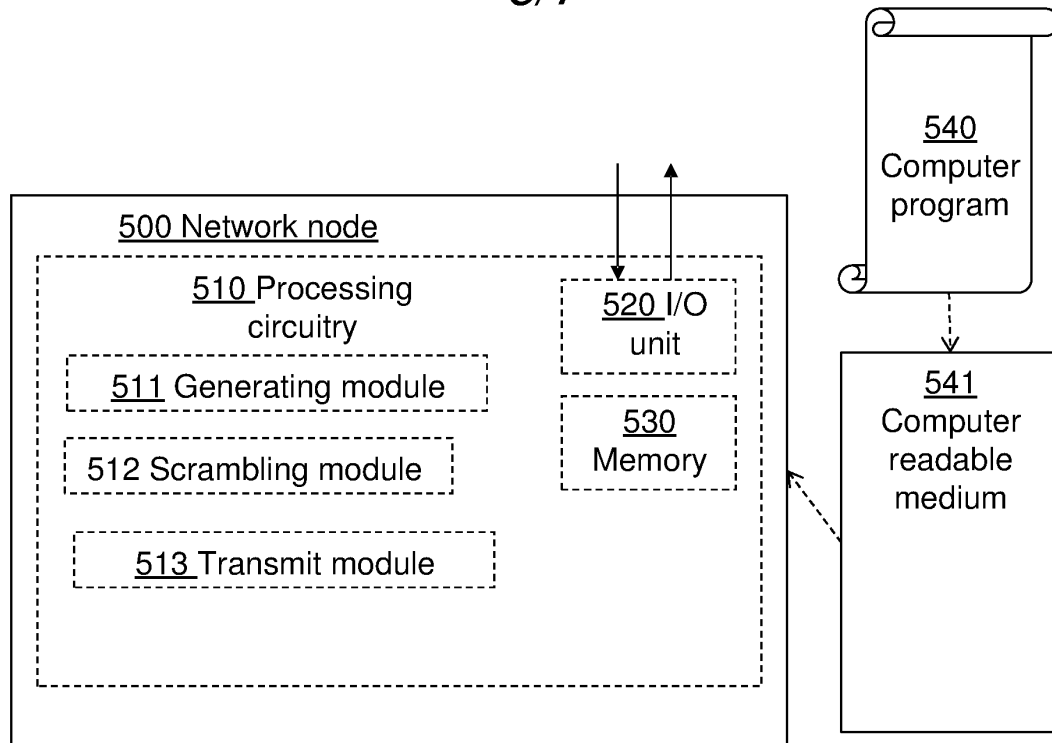 500 Network node
510 Processing
circuitry
511 Generating module
512 Scrambling module
513 Transmit module
520 I/O
unit
530
Memory
540
Computer
program
541
Computer
readable
medium